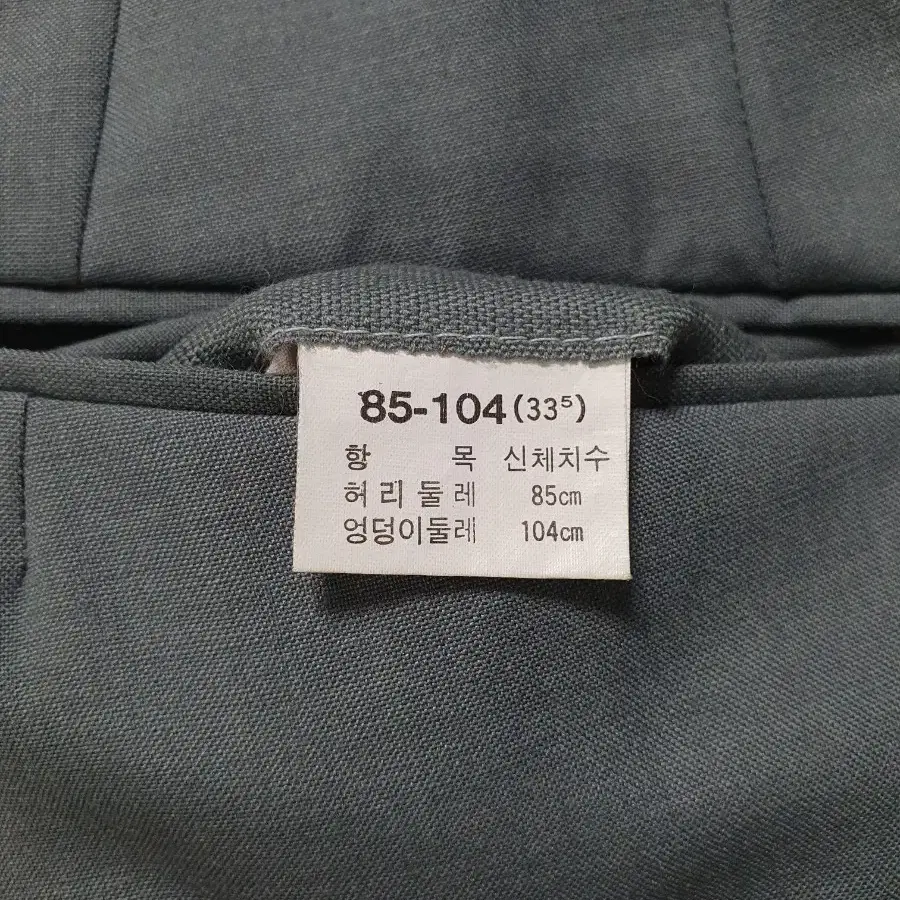 85-104(33⁵)
항 목 신체치수
허리둘레 85cm
엉덩이둘레 104cm